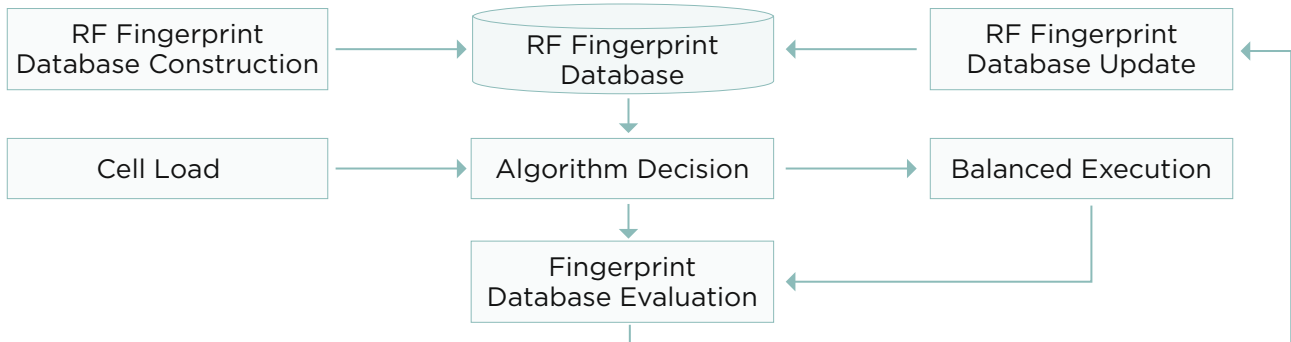 RF Fingerprint
Database Construction
RF Fingerprint
Database
RF Fingerprint
Database Update
Cell Load
Algorithm Decision
Balanced Execution
Fingerprint
Database Evaluation